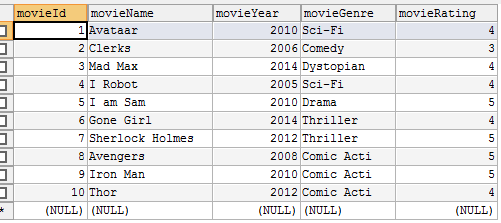 movieId movieName movieYear movieGenre movieRating
1 Avataar 2010 Sci-Fi 4
2 Clerks 2006 Comedy 3
3 Mad Max 2014 Dystopian 4
4 I Robot 2005 Sci-Fi 4
5 I am Sam 2010 Drama 5
6 Gone Girl 2014 Thriller 4
7 Sherlock Holmes 2012 Thriller 5
8 Avengers 2008 Comic Acti 5
9 Iron Man 2010 Comic Acti 5
10 Thor 2012 Comic Acti 4
* (NULL) (NULL) (NULL) (NULL) (NULL)